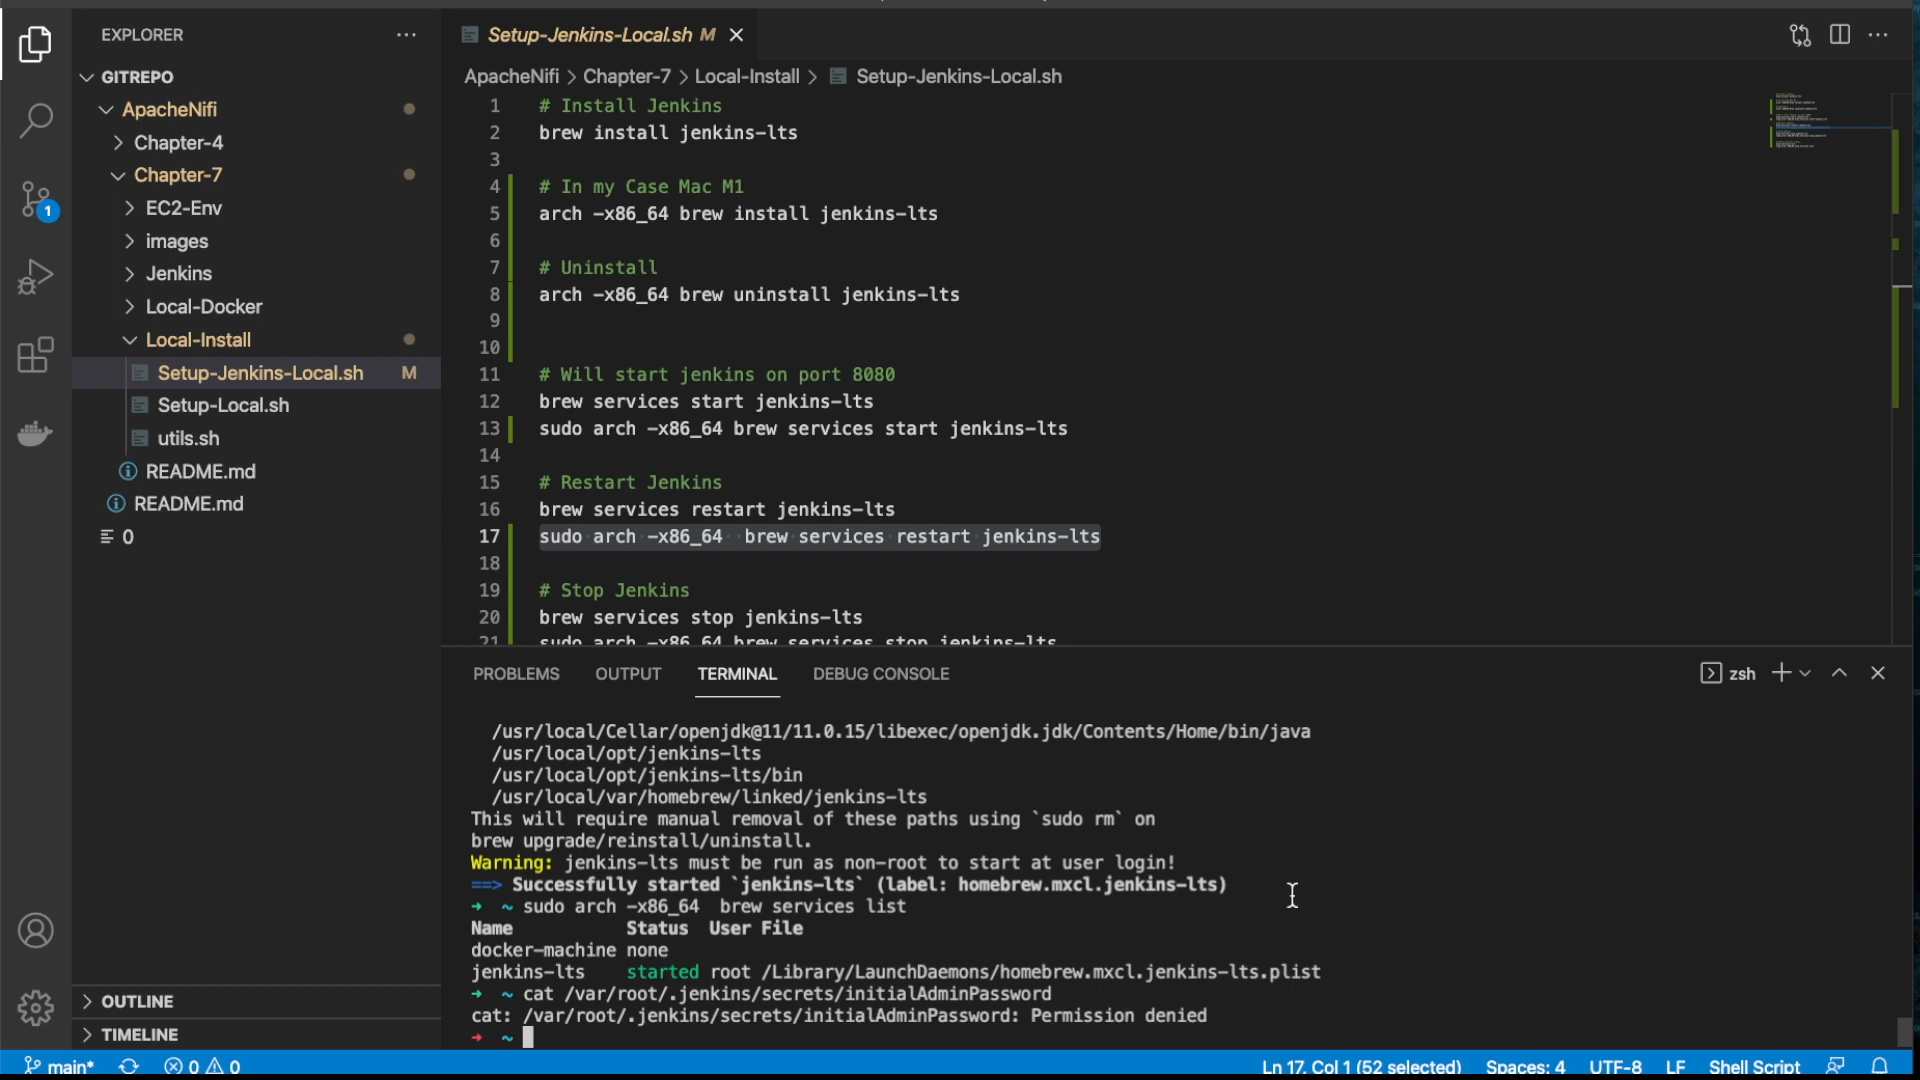 EXPLORER
GITREPO
ApacheNifi
Chapter-4
Chapter-7
EC2-Env
images
Jenkins
Local-Docker
Local-Install
Setup-Jenkins-Local.sh M
Setup-Local.sh
utils.sh
README.md
README.md
0
OUTLINE
TIMELINE
1
Setup-Jenkins-Local.sh M
ApacheNifi > Chapter-7 > Local-Install > Setup-Jenkins-Local.sh
1 # Install Jenkins
2 brew install jenkins-lts
3
4 # In my Case Mac M1
5 arch -x86_64 brew install jenkins-lts
6
7 # Uninstall
8 arch -x86_64 brew uninstall jenkins-lts
9
10
11 # Will start jenkins on port 8080
12 brew services start jenkins-lts
13 sudo arch -x86_64 brew services start jenkins-lts
14
15 # Restart Jenkins
16 brew services restart jenkins-lts
17 sudo arch -x86_64  brew services restart jenkins-lts
18
19 # Stop Jenkins
20 brew services stop jenkins-lts
21 sudo arch -x86_64 brew services stop jenkins-lts
PROBLEMS OUTPUT TERMINAL DEBUG CONSOLE
zsh
/usr/local/Cellar/openjdk@11/11.0.15/libexec/openjdk.jdk/Contents/Home/bin/java
/usr/local/opt/jenkins-lts
/usr/local/opt/jenkins-lts/bin
/usr/local/var/homebrew/linked/jenkins-lts
This will require manual removal of these paths using `sudo rm` on
brew upgrade/reinstall/uninstall.
Warning: jenkins-lts must be run as non-root to start at user login!
==> Successfully started `jenkins-lts` (label: homebrew.mxcl.jenkins-lts)
➜ ~ sudo arch -x86_64  brew services list
Name Status User File
docker-machine none
jenkins-lts started root /Library/LaunchDaemons/homebrew.mxcl.jenkins-lts.plist
➜ ~ cat /var/root/.jenkins/secrets/initialAdminPassword
cat: /var/root/.jenkins/secrets/initialAdminPassword: Permission denied
➜ ~
main* 0 0 Ln 17, Col 1 (52 selected) Spaces: 4 UTF-8 LF Shell Script